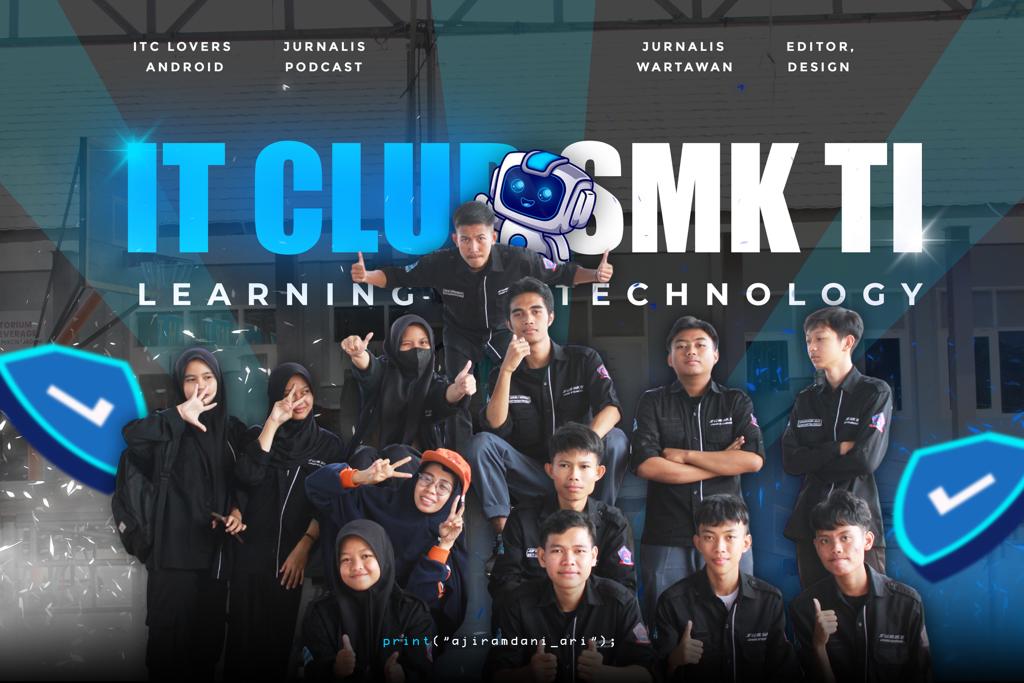 ITC LOVERS
ANDROID
JURNALIS
PODCAST
JURNALIS
WARTAWAN
EDITOR,
DESIGN
IT CLUB SMK TI
LEARNING TECHNOLOGY
print("ajiramdani_ari");